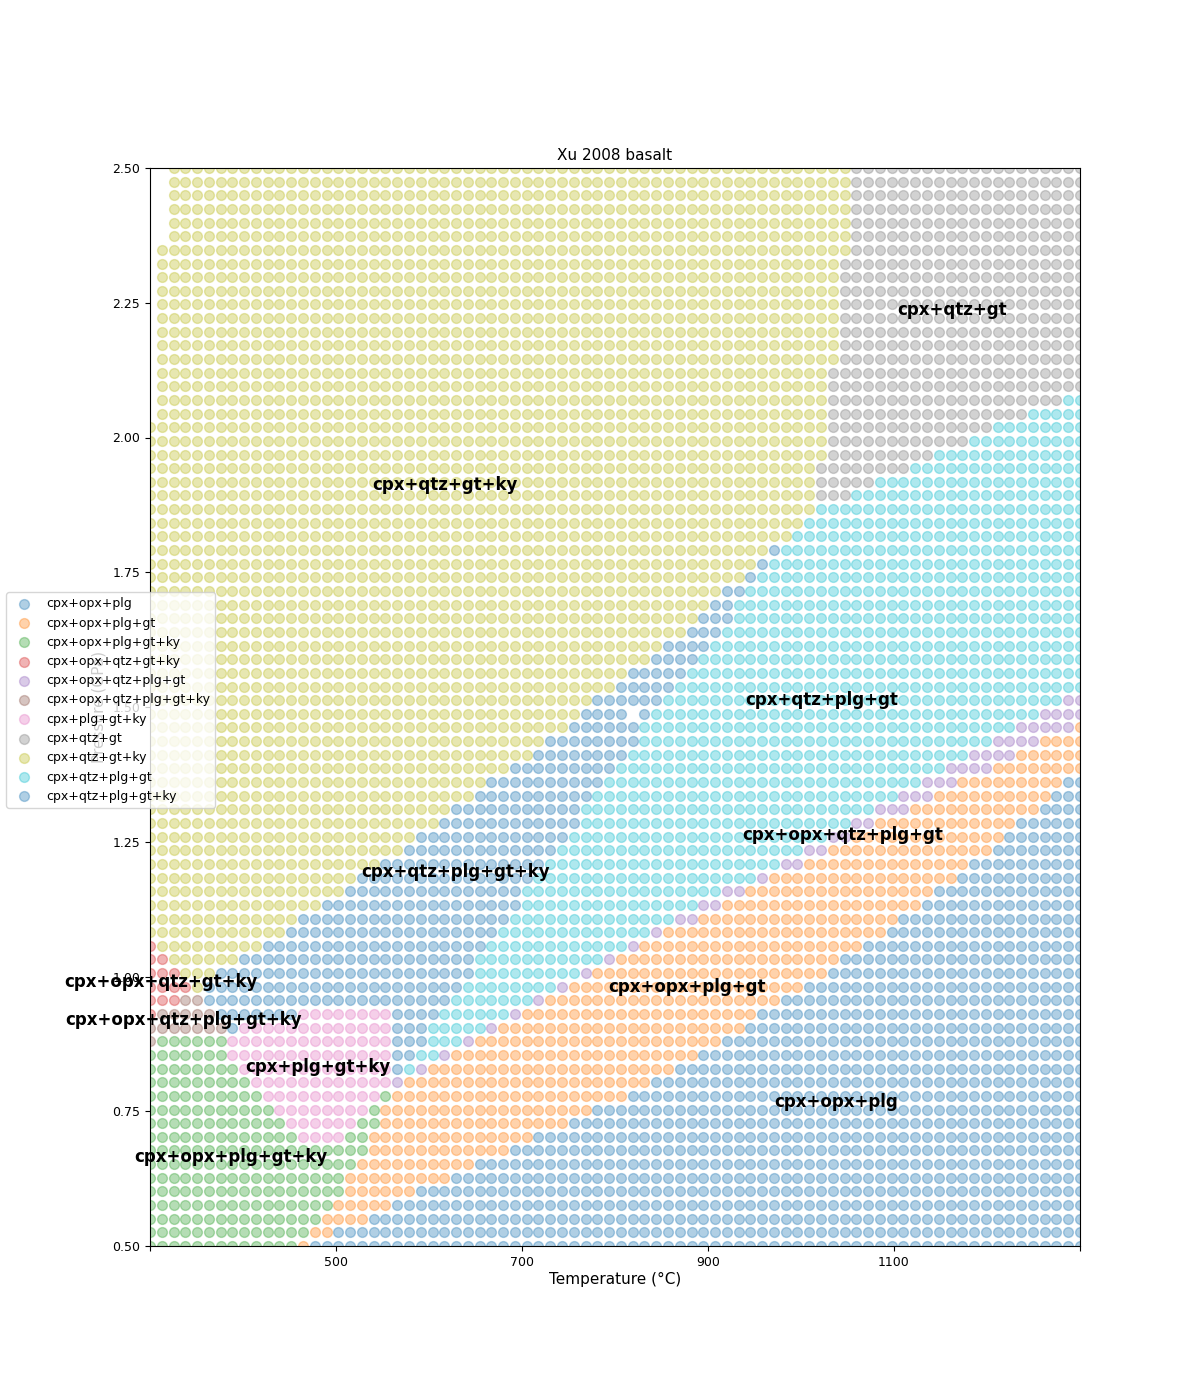 Xu 2008 basalt
2.50
2.25
cpx+qtz+gt
2.00
cpx+qtz+gt+ky
1.75
cpx+opx+plg
cpx+opx+plg+gt
cpx+opx+plg+gt+ky
cpx+opx+qtz+gt+ky
cpx+opx+qtz+plg+gt
cpx+opx+qtz+plg+gt+ky
cpx+plg+gt+ky
cpx+qtz+gt
cpx+qtz+gt+ky
cpx+qtz+plg+gt
cpx+qtz+plg+gt+ky
cpx+qtz+plg+gt
cpx+opx+qtz+plg+gt
1.25
cpx+qtz+plg+gt+ky
1.00
cpx+opx+qtz+gt+ky
cpx+opx+plg+gt
cpx+opx+qtz+plg+gt+ky
cpx+plg+gt+ky
cpx+opx+plg
0.75
cpx+opx+plg+gt+ky
0.50
500 700 900 1100
Temperature (°C)